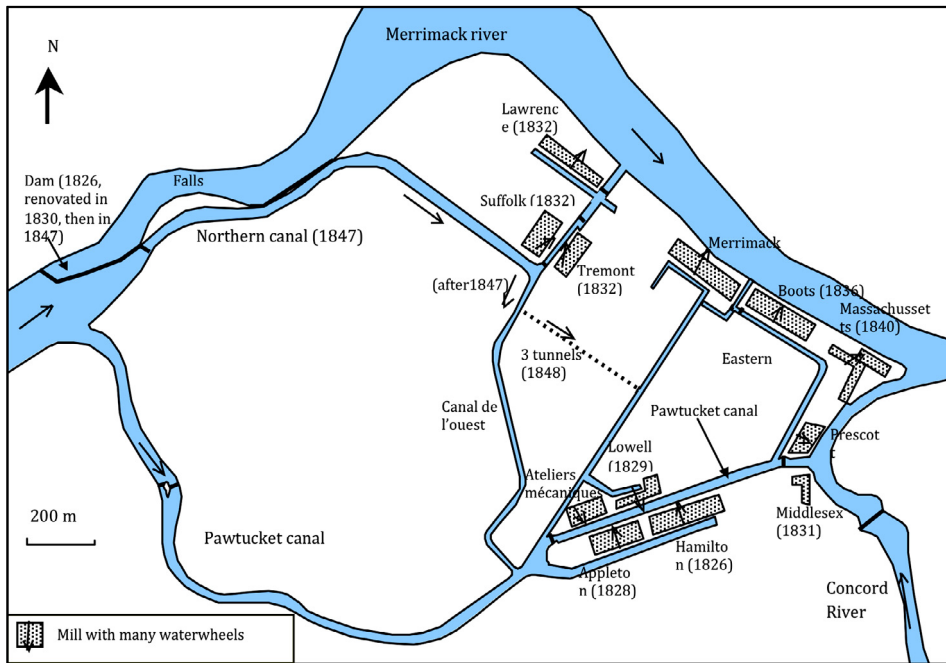 Merrimack river
N
Lawrenc
e (1832)
Dam (1826,
renovated in
1830, then in
1847)
Falls
Suffolk (1832)
Northern canal (1847)
Merrimack
Tremont
(1832)
(after1847)
Boots (1836)
Massachusset
ts (1840)
3 tunnels
(1848)
Eastern
Canal de
l'ouest
Pawtucket canal
Lowell
(1829)
Prescot
t
Ateliers
mécaniques
200 m
Pawtucket canal
Middlesex
(1831)
Hamilto
n (1826)
Appleto
n (1828)
Concord
River
Mill with many waterwheels